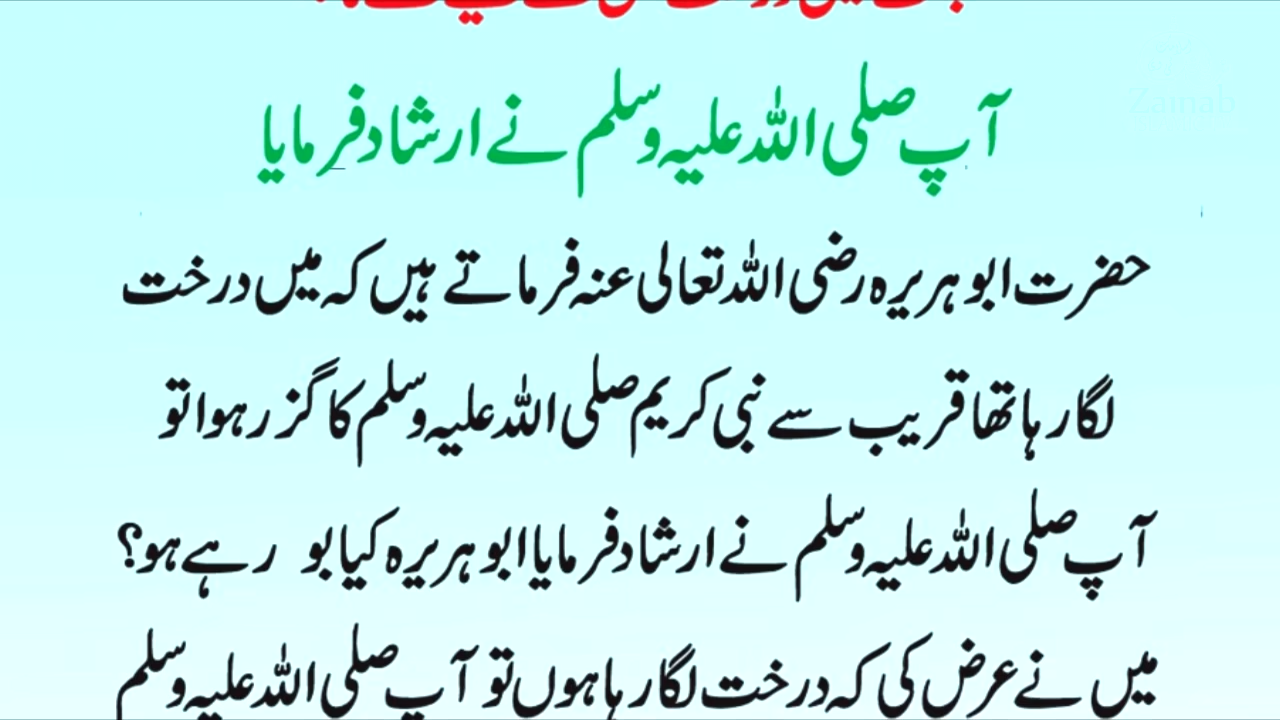 Zainab
آپ صلی اللہ علیہ وسلم نے ارشاد فرمایا
حضرت ابو ہریرہ رضی اللہ تعالی عنہ فرماتے ہیں کہ میں درخت
لگا رہا تھا قریب سے نبی کریم صلی اللہ علیہ وسلم کا گزر ہوا تو
آپ صلی اللہ علیہ وسلم نے ارشاد فرمایا ابو ہریرہ کیا بو رہے ہو؟
میں نے عرض کی کہ درخت لگا رہا ہوں تو آپ صلی اللہ علیہ وسلم